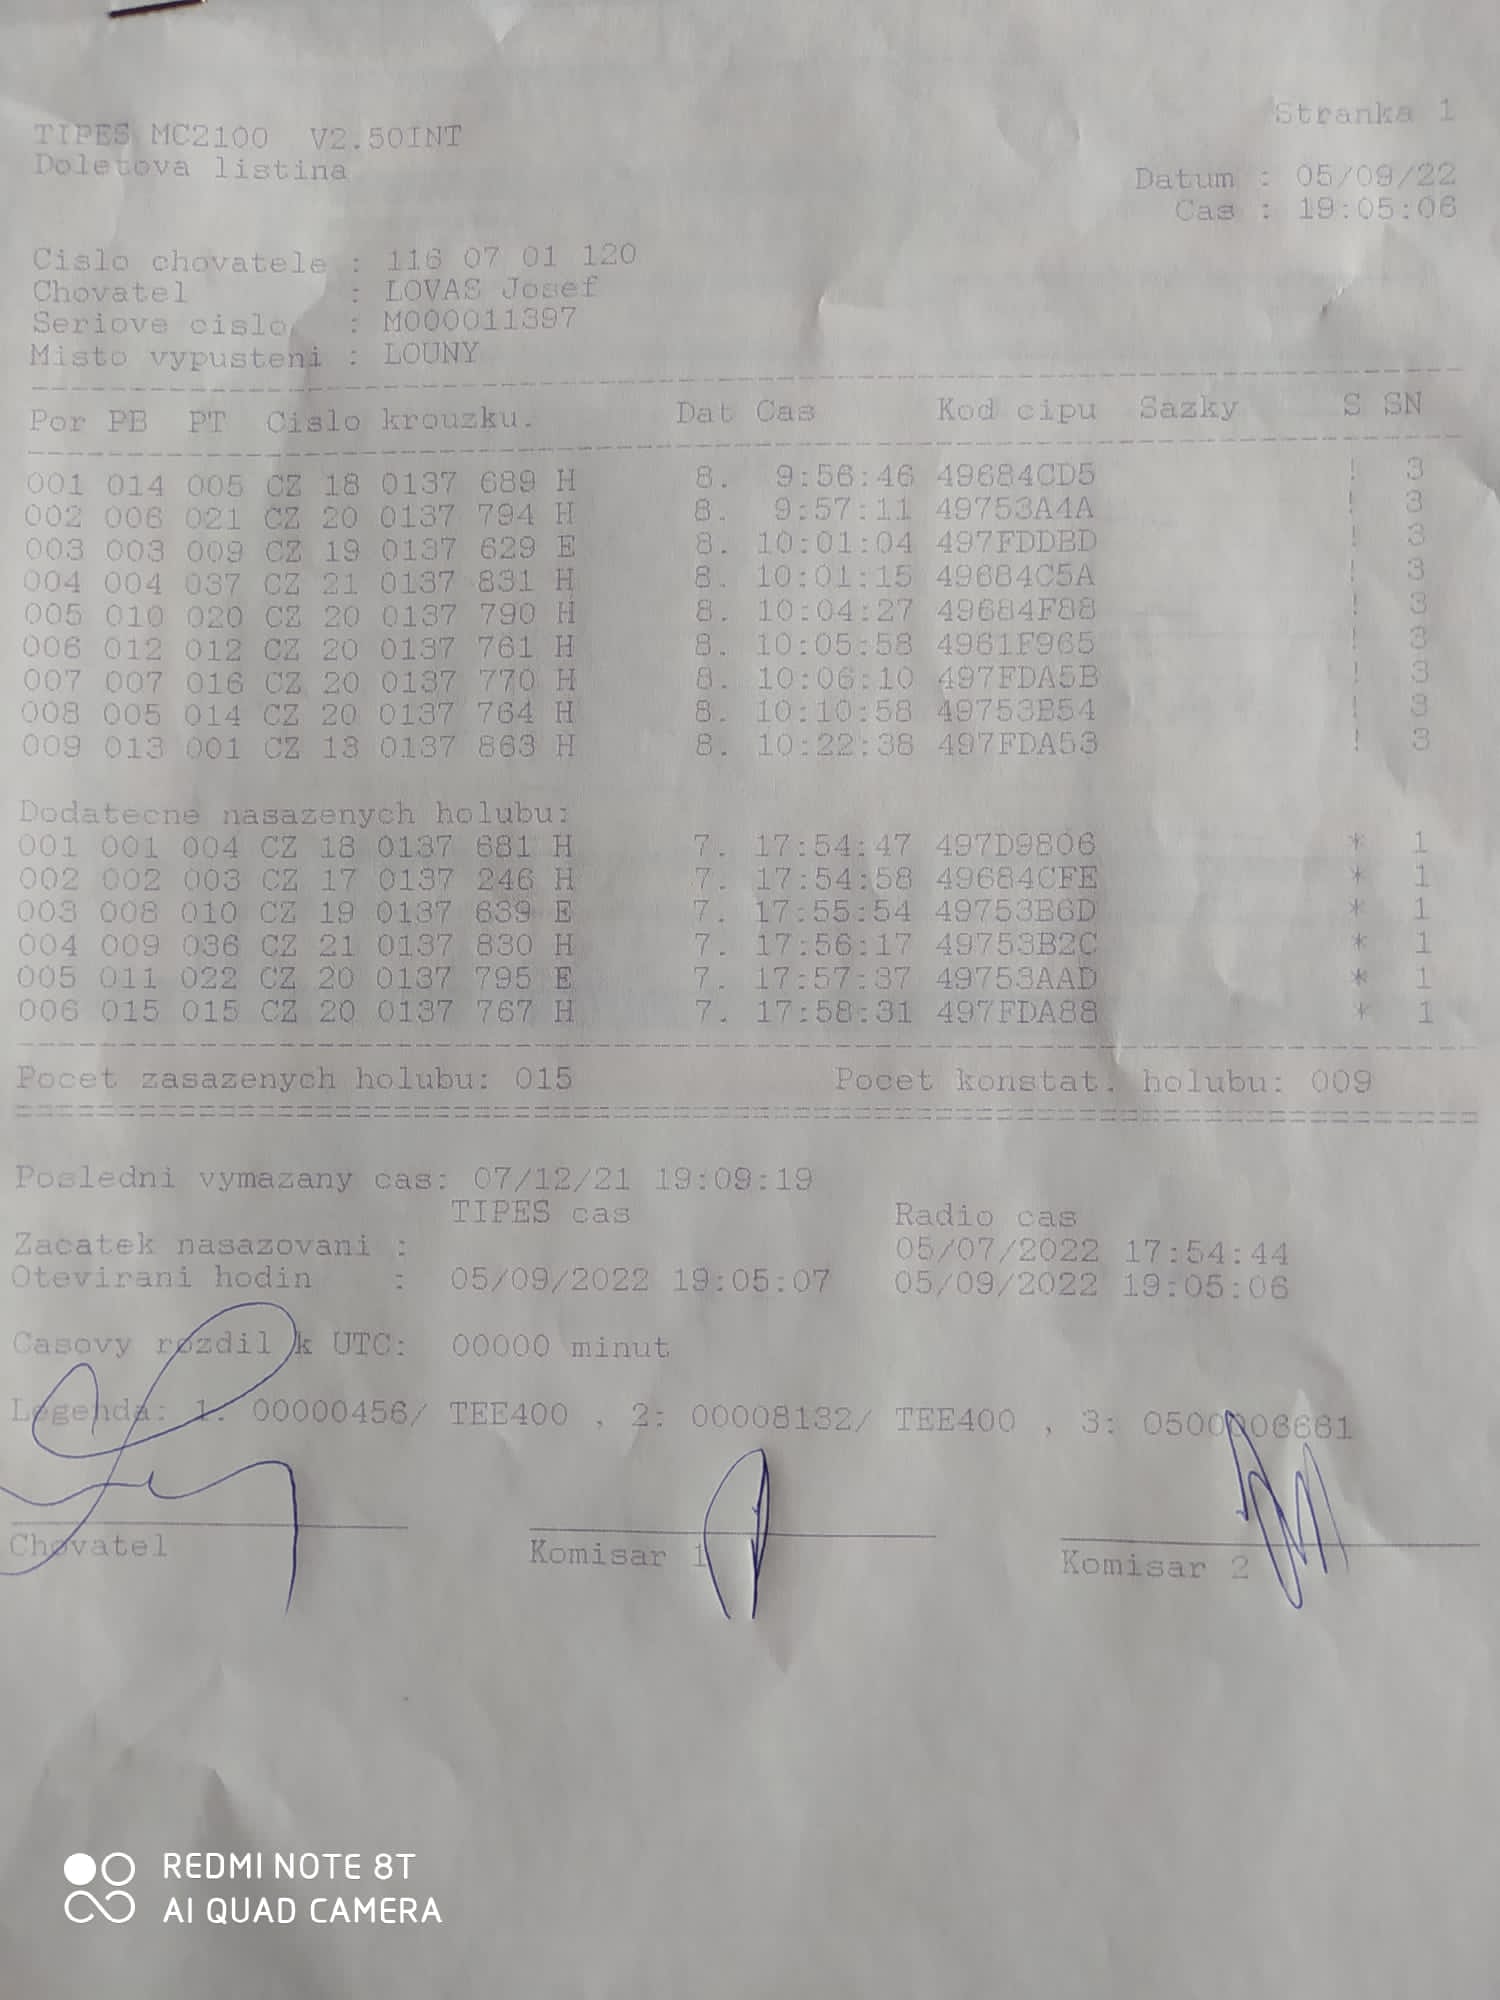 Stranka 1
TIPES MC2100 V2.50INT
Doletova listina
Datum : 05/09/22
Cas : 19:05:06
Cislo chovatele : 116 07 01 120
Chovatel : LOVAS Josef
Seriove cislo : M000011397
Misto vypusteni : LOUNY
Por PB PT Cislo krouzku. Dat Cas Kod cipu Sazky S SN
001 014 005 CZ 18 0137 689 H 8. 9:56:46 49684CD5 ! 3
002 006 021 CZ 20 0137 794 H 8. 9:57:11 49753A4A ! 3
003 003 009 CZ 19 0137 629 E 8. 10:01:04 497FDDBD ! 3
004 004 037 CZ 21 0137 831 H 8. 10:01:15 49684C5A ! 3
005 010 020 CZ 20 0137 790 H 8. 10:04:27 49684F88 ! 3
006 012 012 CZ 20 0137 761 H 8. 10:05:58 4961F965 ! 3
007 007 016 CZ 20 0137 770 H 8. 10:06:10 497FDA5B ! 3
008 005 014 CZ 20 0137 764 H 8. 10:10:58 49753B54 ! 3
009 013 001 CZ 13 0137 863 H 8. 10:22:38 497FDA53 ! 3
Dodatecne nasazenych holubu:
001 001 004 CZ 18 0137 681 H 7. 17:54:47 497D9806 * 1
002 002 003 CZ 17 0137 246 H 7. 17:54:58 49684CFE * 1
003 008 010 CZ 19 0137 639 E 7. 17:55:54 49753B6D * 1
004 009 036 CZ 21 0137 830 H 7. 17:56:17 49753B2C * 1
005 011 022 CZ 20 0137 795 E 7. 17:57:37 49753AAD * 1
006 015 015 CZ 20 0137 767 H 7. 17:58:31 497FDA88 * 1
Pocet zasazenych holubu: 015 Pocet konstat. holubu: 009
Posledni vymazany cas: 07/12/21 19:09:19
TIPES cas Radio cas
Zacatek nasazovani : 05/07/2022 17:54:44
Otevirani hodin : 05/09/2022 19:05:07 05/09/2022 19:05:06
Casovy rozdil k UTC: 00000 minut
Legenda: 1: 00000456/ TEE400 , 2: 00008132/ TEE400 , 3: 0500006661
Chovatel Komisar 1 Komisar 2
REDMI NOTE 8T
AI QUAD CAMERA